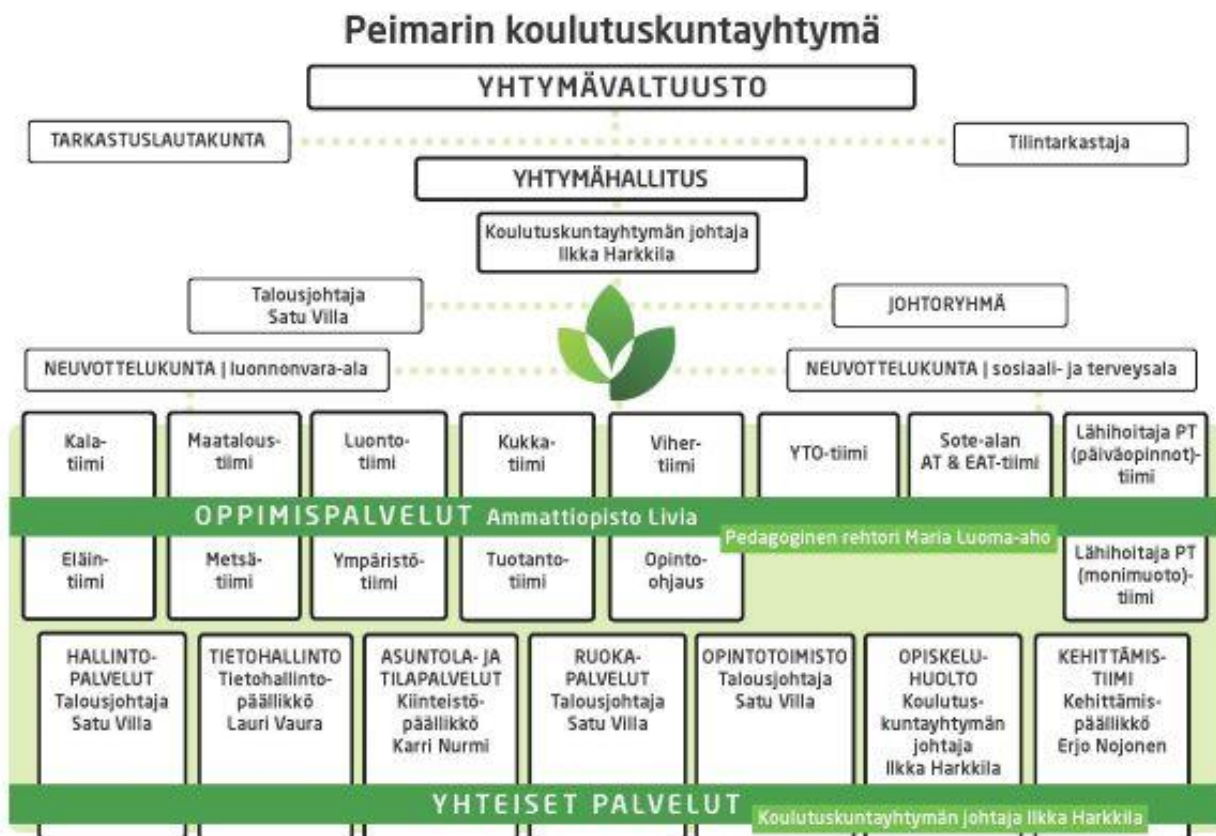 Peimarin koulutuskuntayhtymä
YHTYMÄVALTUUSTO
TARKASTUSLAUTAKUNTA
Tilintarkastaja
YHTYMÄHALLITUS
Koulutuskuntayhtymän johtaja
Ilkka Harkkila
Talousjohtaja
Satu Villa
JOHTORYHMÄ
NEUVOTTELUKUNTA | luonnonvara-ala
NEUVOTTELUKUNTA | sosiaali- ja terveysala
Kala-
tiimi
Maatalous-
tiimi
Luonto-
tiimi
Kukka-
tiimi
Viher-
tiimi
YTO-tiimi
Sote-alan
AT & EAT-tiimi
Lähihoitaja PT
(päiväopinnot)-
tiimi
OPPIMISPALVELUT Ammattiopisto Livia
Pedagoginen rehtori Maria Luoma-aho
Eläin-
tiimi
Metsä-
tiimi
Ympäristö-
tiimi
Tuotanto-
tiimi
Opinto-
ohjaus
Lähihoitaja PT
(monimuoto)-
tiimi
HALLINTO-
PALVELUT
Talousjohtaja
Satu Villa
TIETOHALLINTO
Tietohallinto-
päällikkö
Lauri Vaura
ASUNTOLA- JA
TILAPALVELUT
Kiinteistö-
päällikkö
Karri Nurmi
RUOKA-
PALVELUT
Talousjohtaja
Satu Villa
OPINTOTOIMISTO
Talousjohtaja
Satu Villa
OPISKELU-
HUOLTO
Koulutus-
kuntayhtymän
johtaja
Ilkka Harkkila
KEHITTÄMIS-
TIIMI
Kehittämis-
päällikkö
Erjo Nojonen
YHTEISET PALVELUT
Koulutuskuntayhtymän johtaja Ilkka Harkkila